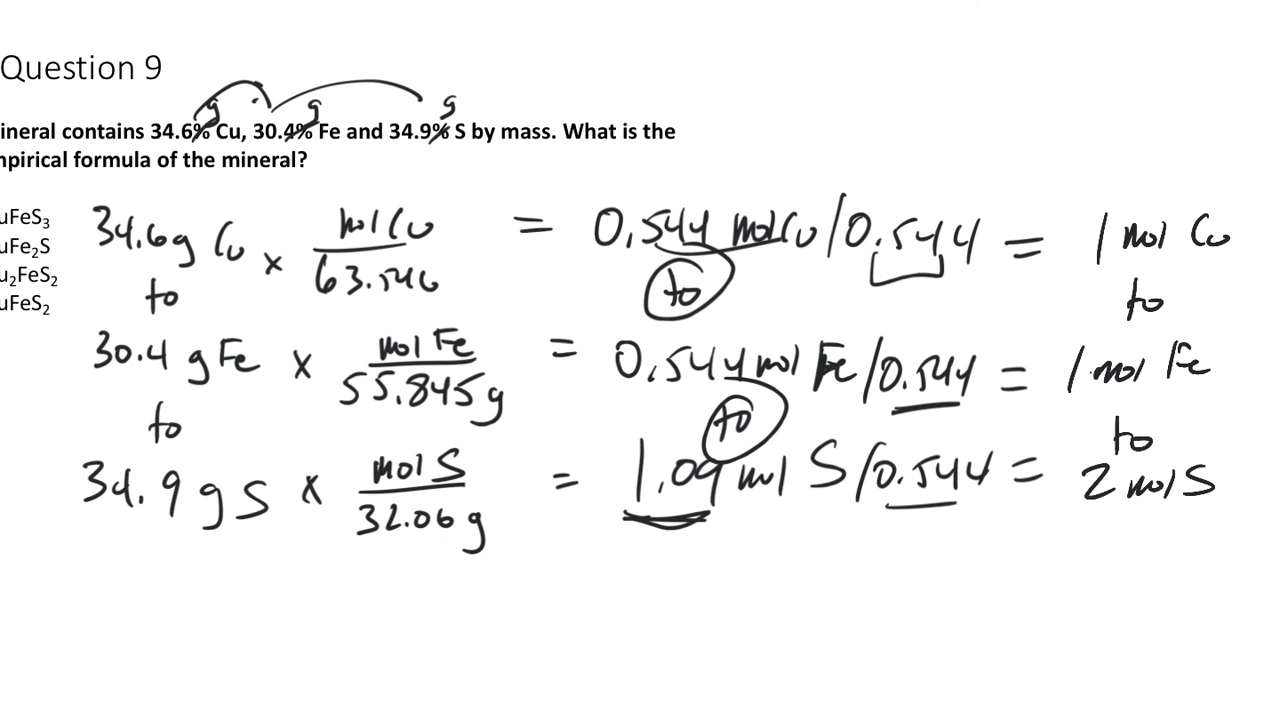 Question 9
g g g
ineral contains 34.6% Cu, 30.4% Fe and 34.9% S by mass. What is the
mpirical formula of the mineral?
uFeS₃
uFe₂S
u₂FeS₂
uFeS₂
34.6g Cu × mol Cu / 63.546 = 0.544 mol Cu /0.544 = 1 mol Cu
to to to
30.4 g Fe × mol Fe / 55.845 g = 0.544 mol Fe /0.544 = 1 mol Fe
to to to
34.9 g S × mol S / 32.06 g = 1.09 mol S /0.544 = 2 mol S